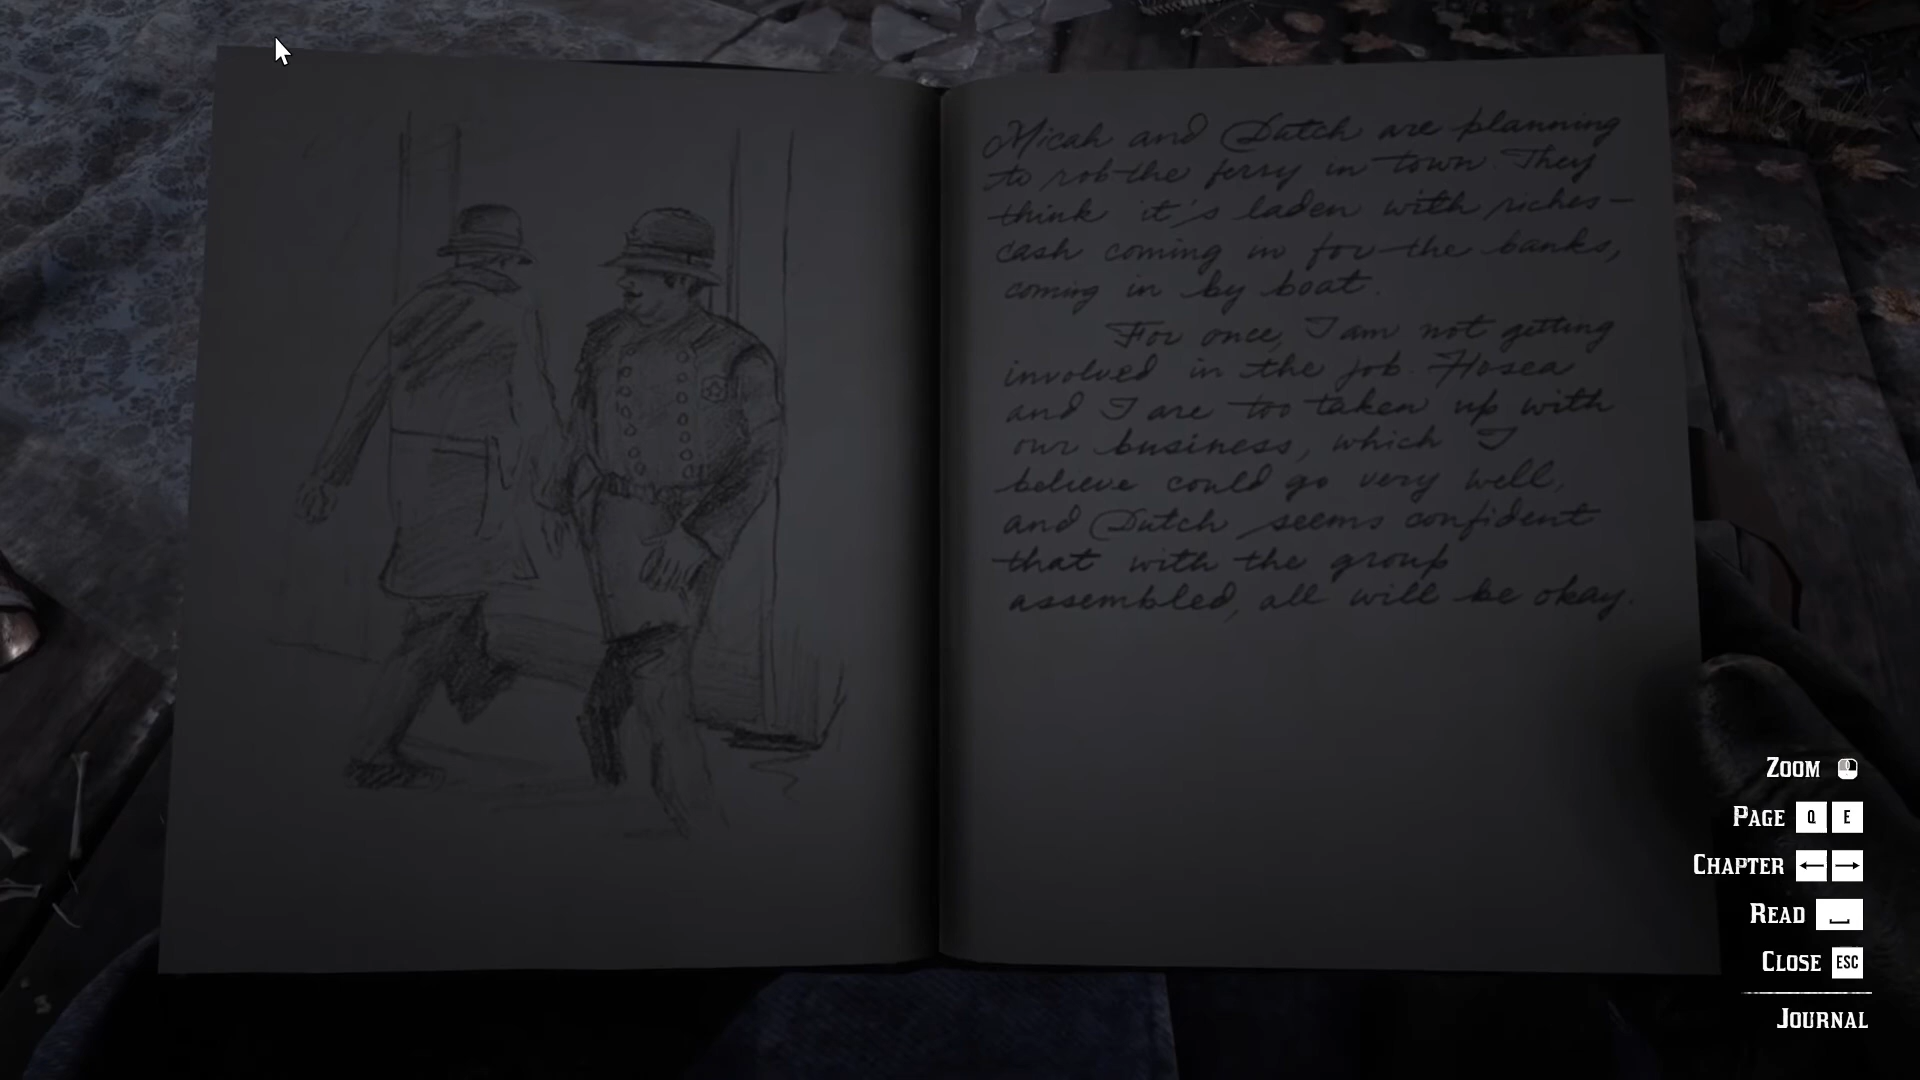 Micah and Dutch are planning
to rob the ferry in town. They
think it's laden with riches -
cash coming in for the banks,
coming in by boat.
For once, I am not getting
involved in the job. Hosea
and I are too taken up with
our business, which I
believe could go very well,
and Dutch seems confident
that with the group
assembled, all will be okay.
ZOOM
PAGE Q E
CHAPTER ← →
READ
CLOSE ESC
JOURNAL